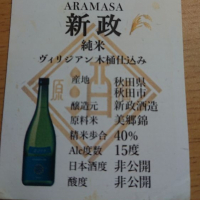 ARAMASA
新政
純米
ヴィリジアン木桶仕込み
産地 秋田県
秋田市
醸造元 新政酒造
原料米 美郷錦
精米歩合 40%
Alc度数 15度
日本酒度 非公開
酸度 非公開